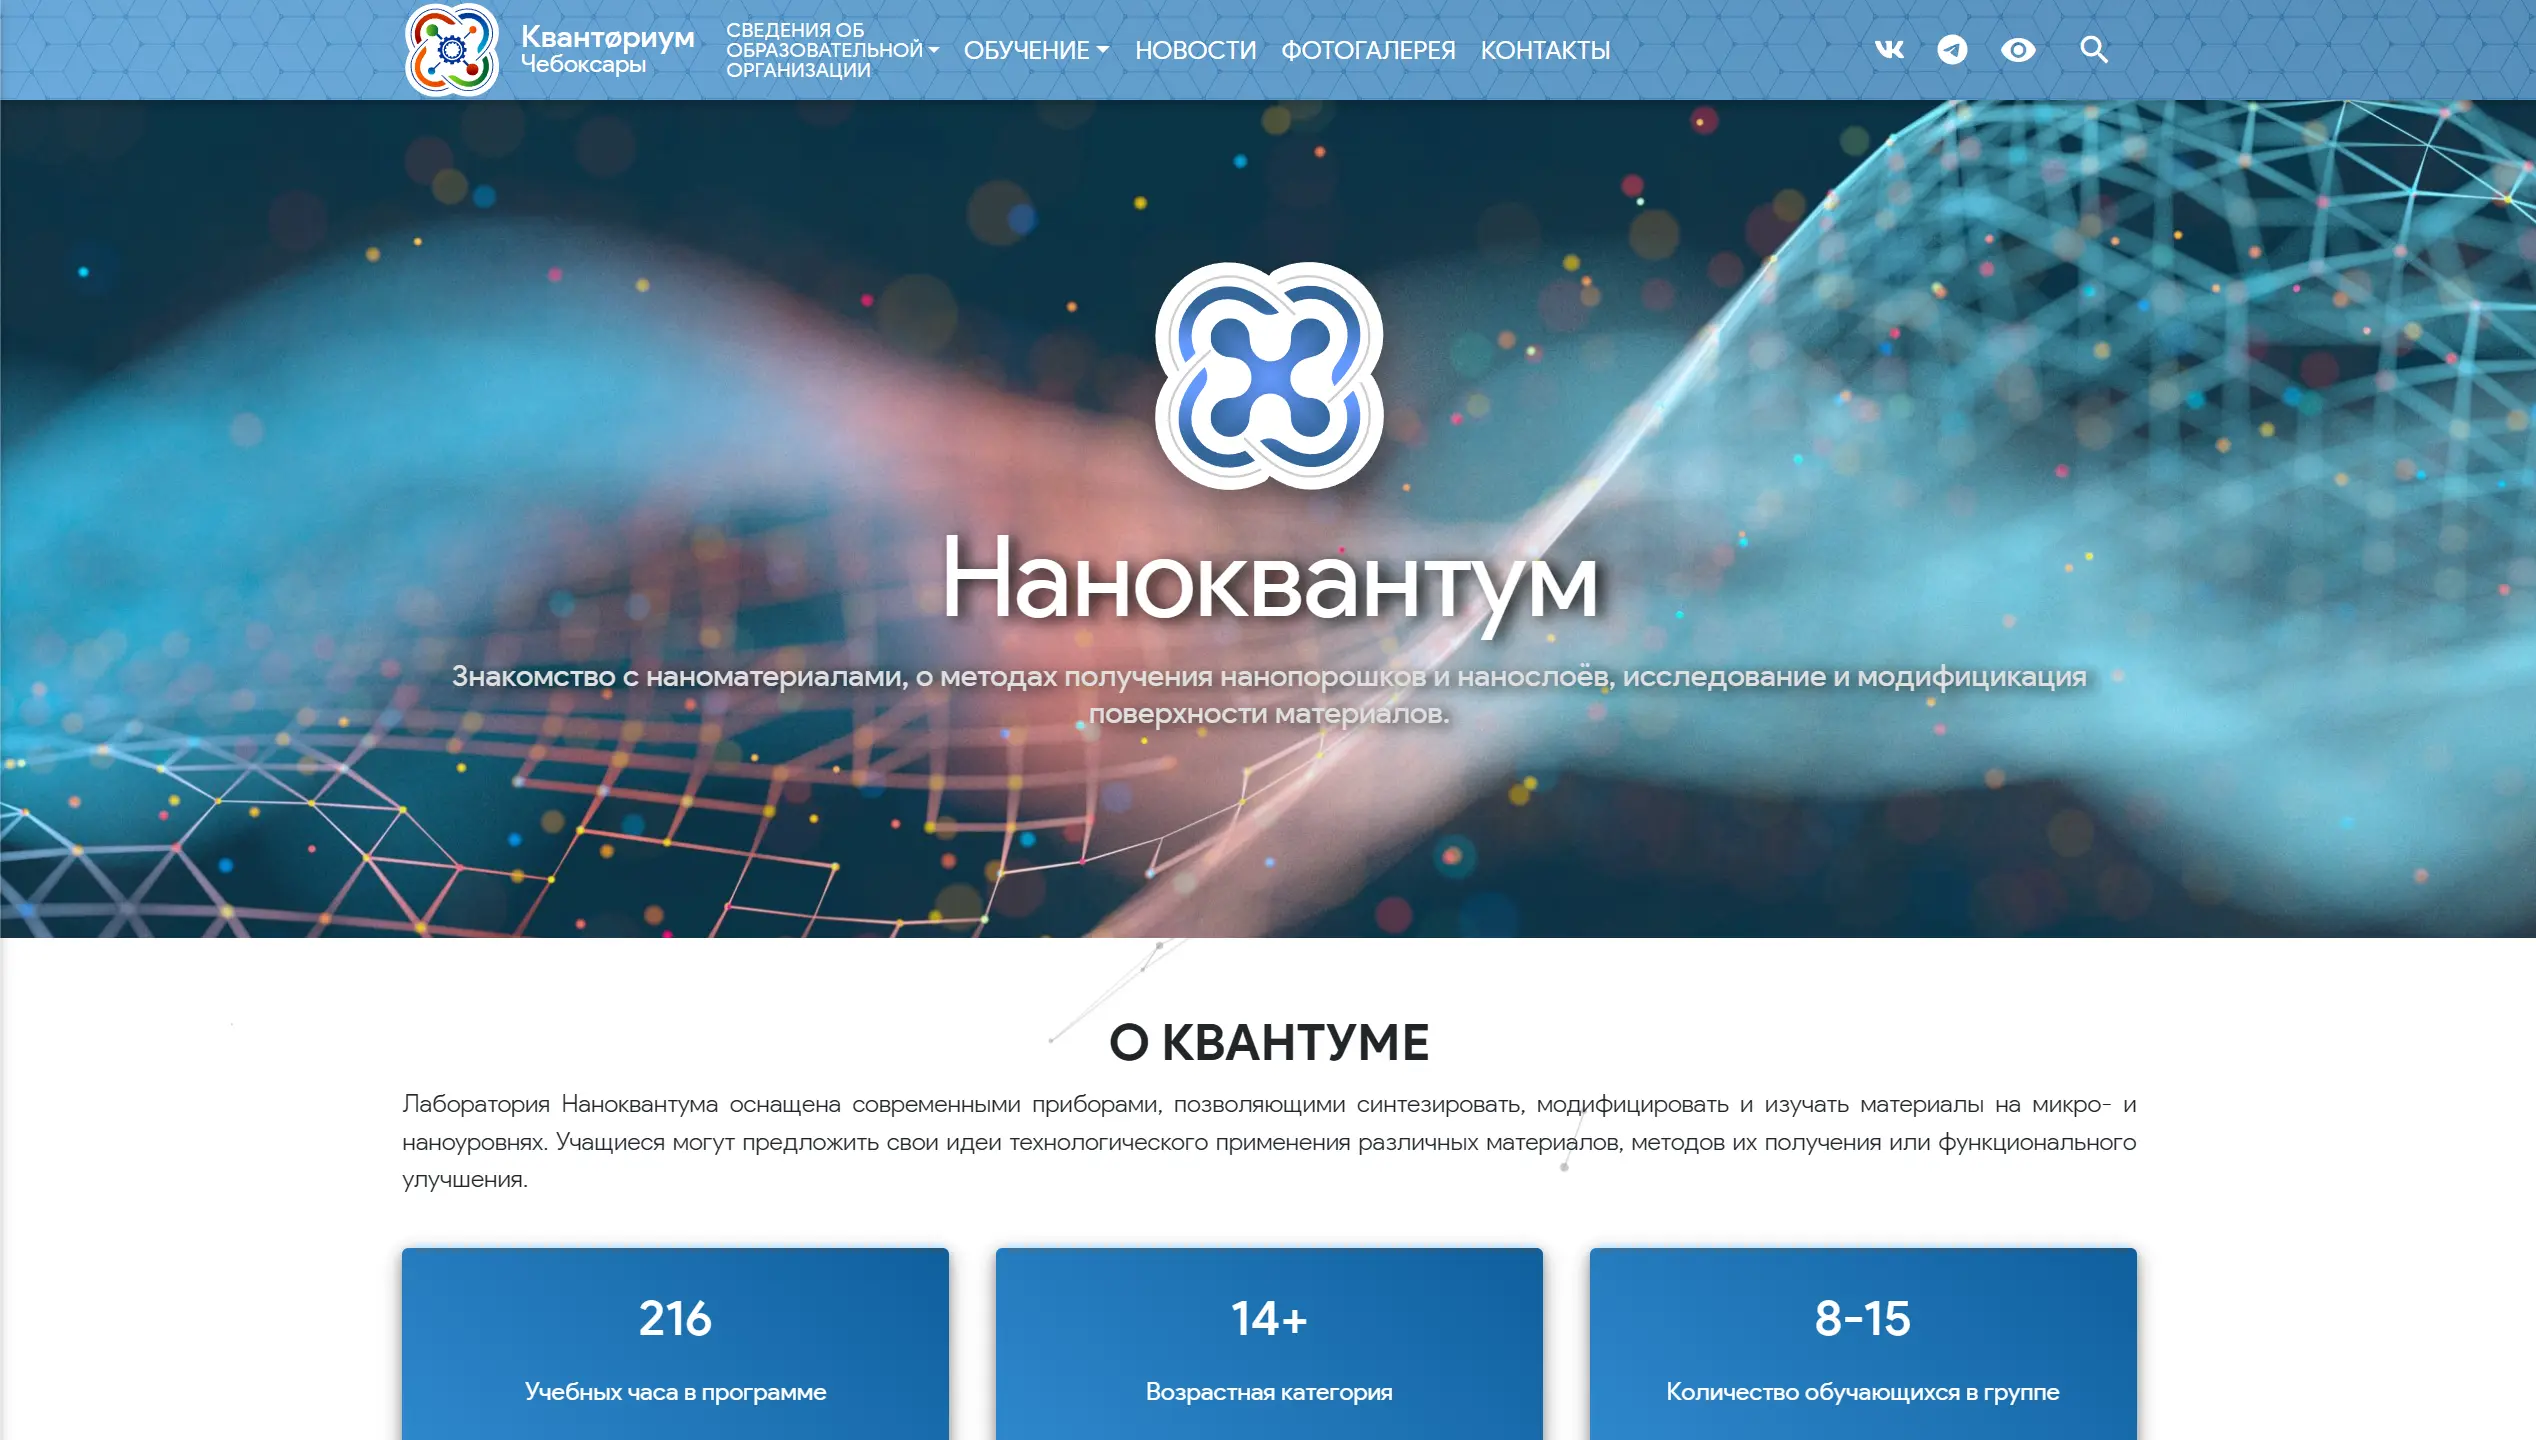 Квантøриум
Чебоксары
СВЕДЕНИЯ ОБ
ОБРАЗОВАТЕЛЬНОЙ
ОРГАНИЗАЦИИ
ОБУЧЕНИЕ
НОВОСТИ
ФОТОГАЛЕРЕЯ
КОНТАКТЫ
Наноквантум
Знакомство с наноматериалами, о методах получения нанопорошков и нанослоёв, исследование и модифицикация
поверхности материалов.
О КВАНТУМЕ
Лаборатория Наноквантума оснащена современными приборами, позволяющими синтезировать, модифицировать и изучать материалы на микро- и
наноуровнях. Учащиеся могут предложить свои идеи технологического применения различных материалов, методов их получения или функционального
улучшения.
216
Учебных часа в программе
14+
Возрастная категория
8-15
Количество обучающихся в группе